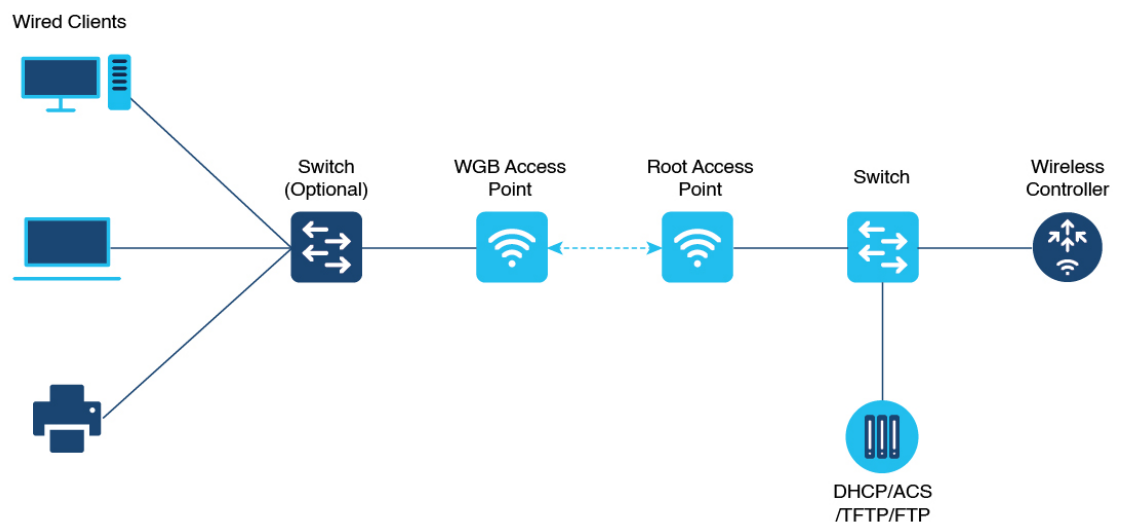 Wired Clients
Switch
(Optional)
WGB Access
Point
Root Access
Point
Switch
Wireless
Controller
DHCP/ACS
/TFTP/FTP